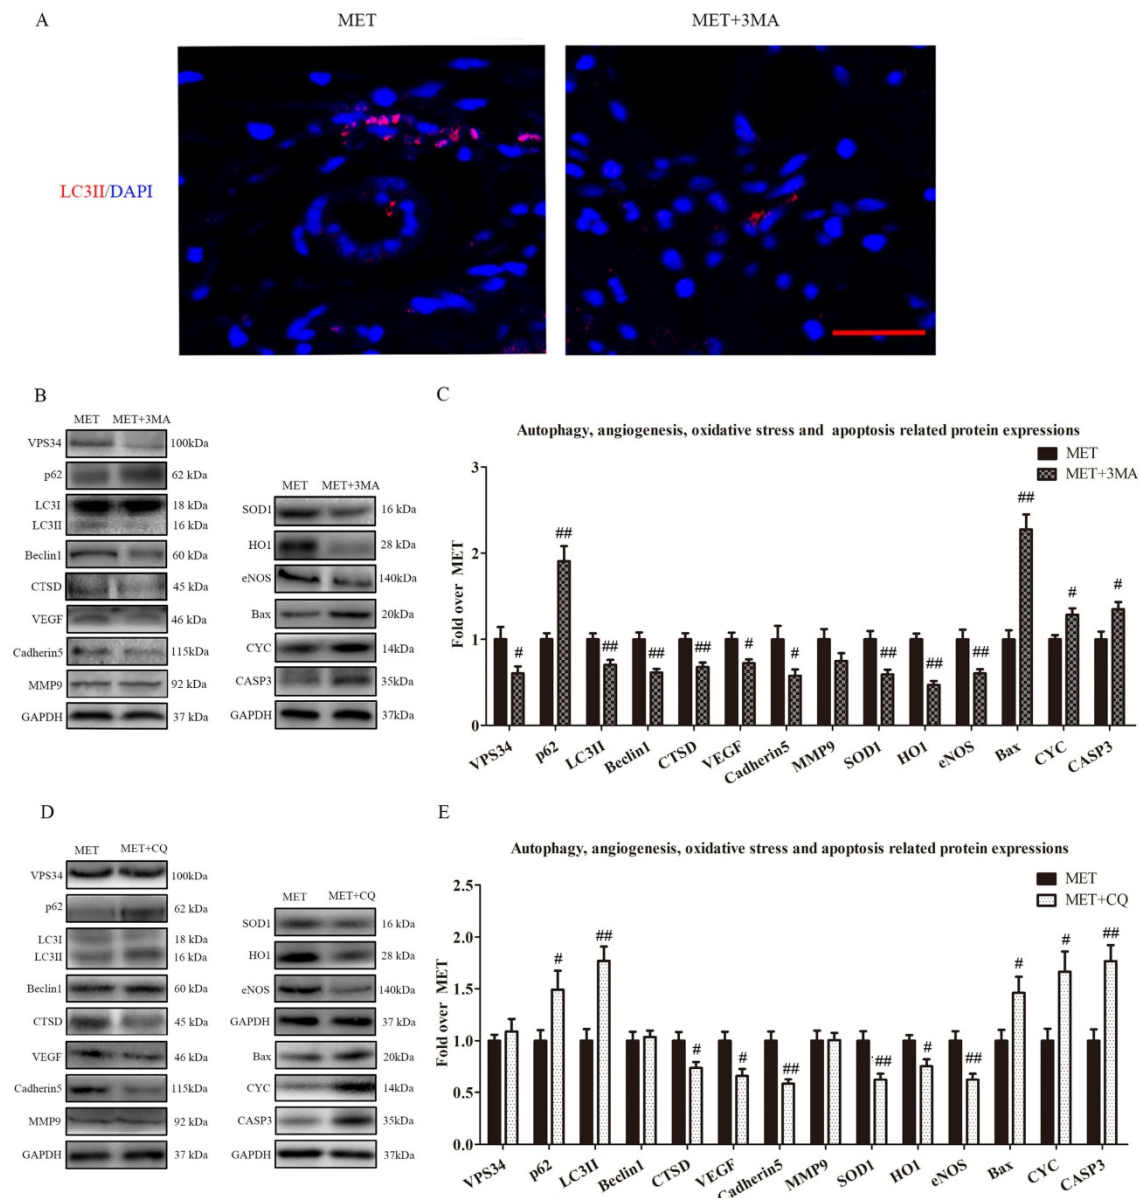 A
MET
MET+3MA
LC3II/DAPI
B
MET MET+3MA
VPS34 100kDa
p62 62 kDa
LC3I 18 kDa
LC3II 16 kDa
Beclin1 60 kDa
CTSD 45 kDa
VEGF 46 kDa
Cadherin5 115kDa
MMP9 92 kDa
GAPDH 37 kDa
MET MET+3MA
SOD1 16 kDa
HO1 28 kDa
eNOS 140kDa
Bax 20kDa
CYC 14kDa
CASP3 35kDa
GAPDH 37kDa
C
Autophagy, angiogenesis, oxidative stress and apoptosis related protein expressions
MET
MET+3MA
Fold over MET
3
2
1
0
# ## ## ## ## # # ## ## ## ## # #
VPS34 p62 LC3II Beclin1 CTSD VEGF Cadherin5 MMP9 SOD1 HO1 eNOS Bax CYC CASP3
D
MET MET+CQ
VPS34 100kDa
p62 62 kDa
LC3I 18 kDa
LC3II 16 kDa
Beclin1 60 kDa
CTSD 45 kDa
VEGF 46 kDa
Cadherin5 115kDa
MMP9 92 kDa
GAPDH 37 kDa
MET MET+CQ
SOD1 16 kDa
HO1 28 kDa
eNOS 140kDa
GAPDH 37 kDa
Bax 20kDa
CYC 14kDa
CASP3 35kDa
GAPDH 37kDa
E
Autophagy, angiogenesis, oxidative stress and apoptosis related protein expressions
MET
MET+CQ
Fold over MET
2.5
2.0
1.5
1.0
0.5
0.0
# ## # # ## ## # ## # # ##
VPS34 p62 LC3II Beclin1 CTSD VEGF Cadherin5 MMP9 SOD1 HO1 eNOS Bax CYC CASP3